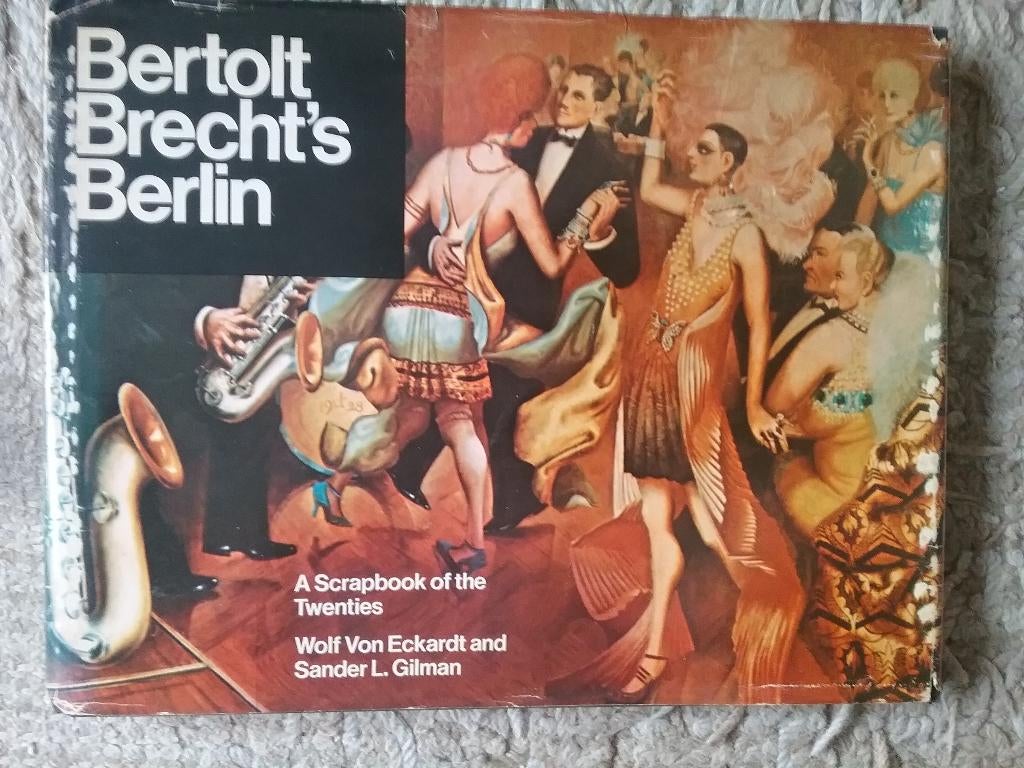 Bertolt
Brecht's
Berlin
A Scrapbook of the
Twenties
Wolf Von Eckardt and
Sander L. Gilman